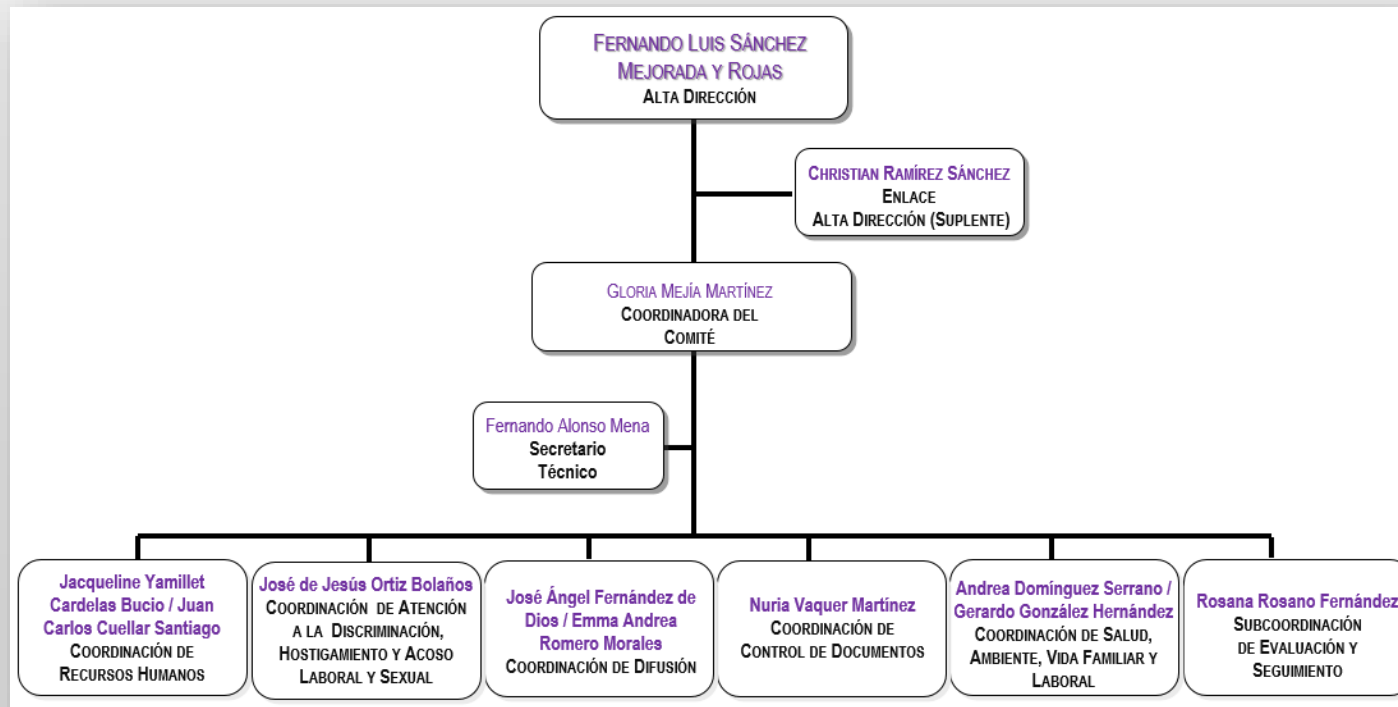 FERNANDO LUIS SÁNCHEZ
MEJORADA Y ROJAS
ALTA DIRECCIÓN
CHRISTIAN RAMÍREZ SÁNCHEZ
ENLACE
ALTA DIRECCIÓN (SUPLENTE)
GLORIA MEJÍA MARTÍNEZ
COORDINADORA DEL
COMITÉ
Fernando Alonso Mena
Secretario
Técnico
Jacqueline Yamillet
Cardelas Bucio / Juan
Carlos Cuellar Santiago
COORDINACIÓN DE
RECURSOS HUMANOS
José de Jesús Ortiz Bolaños
COORDINACIÓN DE ATENCIÓN
A LA DISCRIMINACIÓN,
HOSTIGAMIENTO Y ACOSO
LABORAL Y SEXUAL
José Ángel Fernández de
Dios / Emma Andrea
Romero Morales
COORDINACIÓN DE DIFUSIÓN
Nuria Vaquer Martínez
COORDINACIÓN DE
CONTROL DE DOCUMENTOS
Andrea Domínguez Serrano /
Gerardo González Hernández
COORDINACIÓN DE SALUD,
AMBIENTE, VIDA FAMILIAR Y
LABORAL
Rosana Rosano Fernández
SUBCOORDINACIÓN
DE EVALUACIÓN Y
SEGUIMIENTO